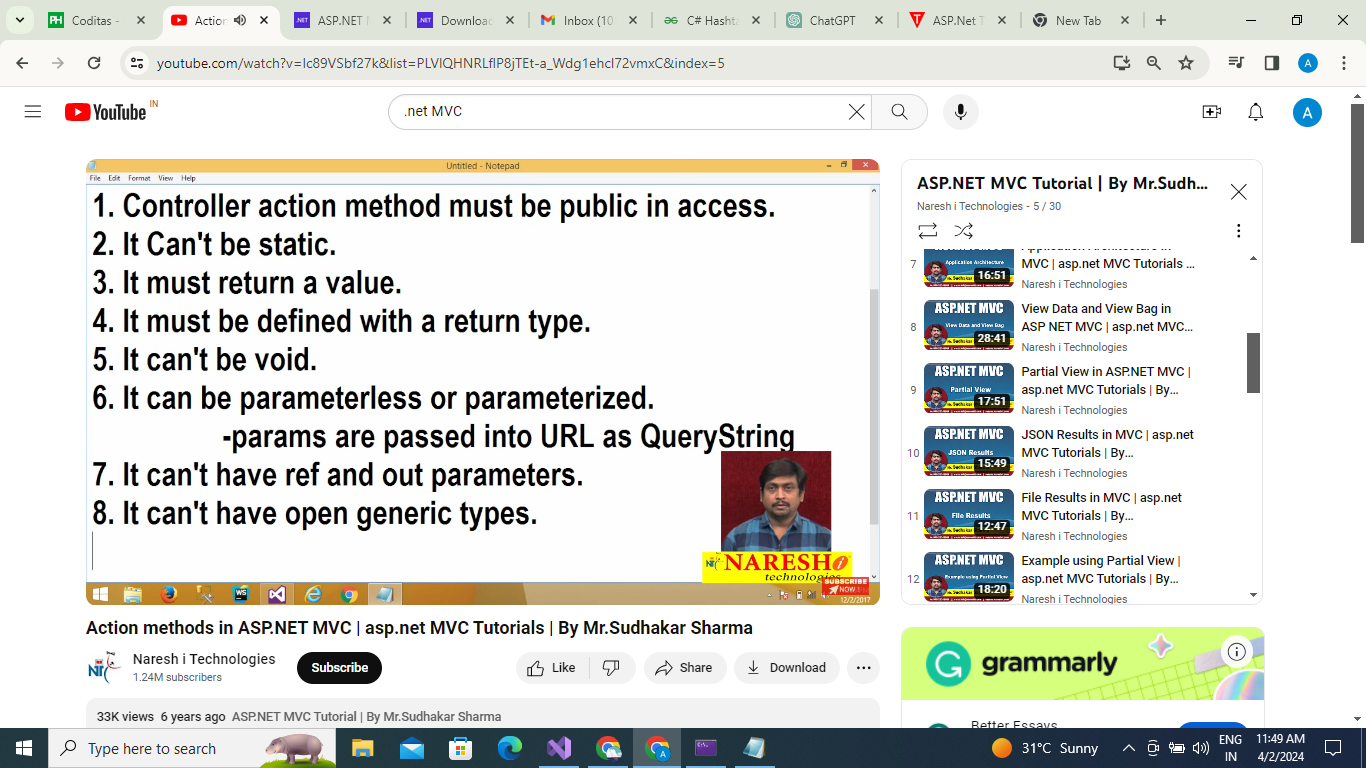 Coditas -
Action
ASP.NET M
Download
Inbox (10
C# Hashta
ChatGPT
ASP.Net T
New Tab
youtube.com/watch?v=Ic89VSbf27k&list=PLVlQHNRLflP8jTEt-a_Wdg1ehcI72vmxC&index=5
YouTube IN
.net MVC
A
Untitled - Notepad
File Edit Format View Help
1. Controller action method must be public in access.
2. It Can't be static.
3. It must return a value.
4. It must be defined with a return type.
5. It can't be void.
6. It can be parameterless or parameterized.
-params are passed into URL as QueryString
7. It can't have ref and out parameters.
8. It can't have open generic types.
NARESH i
technologies
SUBSCRIBE
NOW !
12/2/2017
ASP.NET MVC Tutorial | By Mr.Sudh...
Naresh i Technologies - 5 / 30
7
Application Architecture
16:51
Application Architecture in
MVC | asp.net MVC Tutorials ...
Naresh i Technologies
8
ASP.NET MVC
View Data and View Bag
28:41
View Data and View Bag in
ASP NET MVC | asp.net MVC...
Naresh i Technologies
9
ASP.NET MVC
Partial View
17:51
Partial View in ASP.NET MVC |
asp.net MVC Tutorials | By...
Naresh i Technologies
10
ASP.NET MVC
JSON Results
15:49
JSON Results in MVC | asp.net
MVC Tutorials | By...
Naresh i Technologies
11
ASP.NET MVC
File Results
12:47
File Results in MVC | asp.net
MVC Tutorials | By...
Naresh i Technologies
12
ASP.NET MVC
Example using Partial View
18:20
Example using Partial View |
asp.net MVC Tutorials | By...
Naresh i Technologies
Action methods in ASP.NET MVC | asp.net MVC Tutorials | By Mr.Sudhakar Sharma
Naresh i Technologies
1.24M subscribers
Subscribe
Like
Share
Download
33K views 6 years ago ASP.NET MVC Tutorial | By Mr.Sudhakar Sharma
grammarly
Better Essays
Type here to search
31°C Sunny
ENG
IN
11:49 AM
4/2/2024